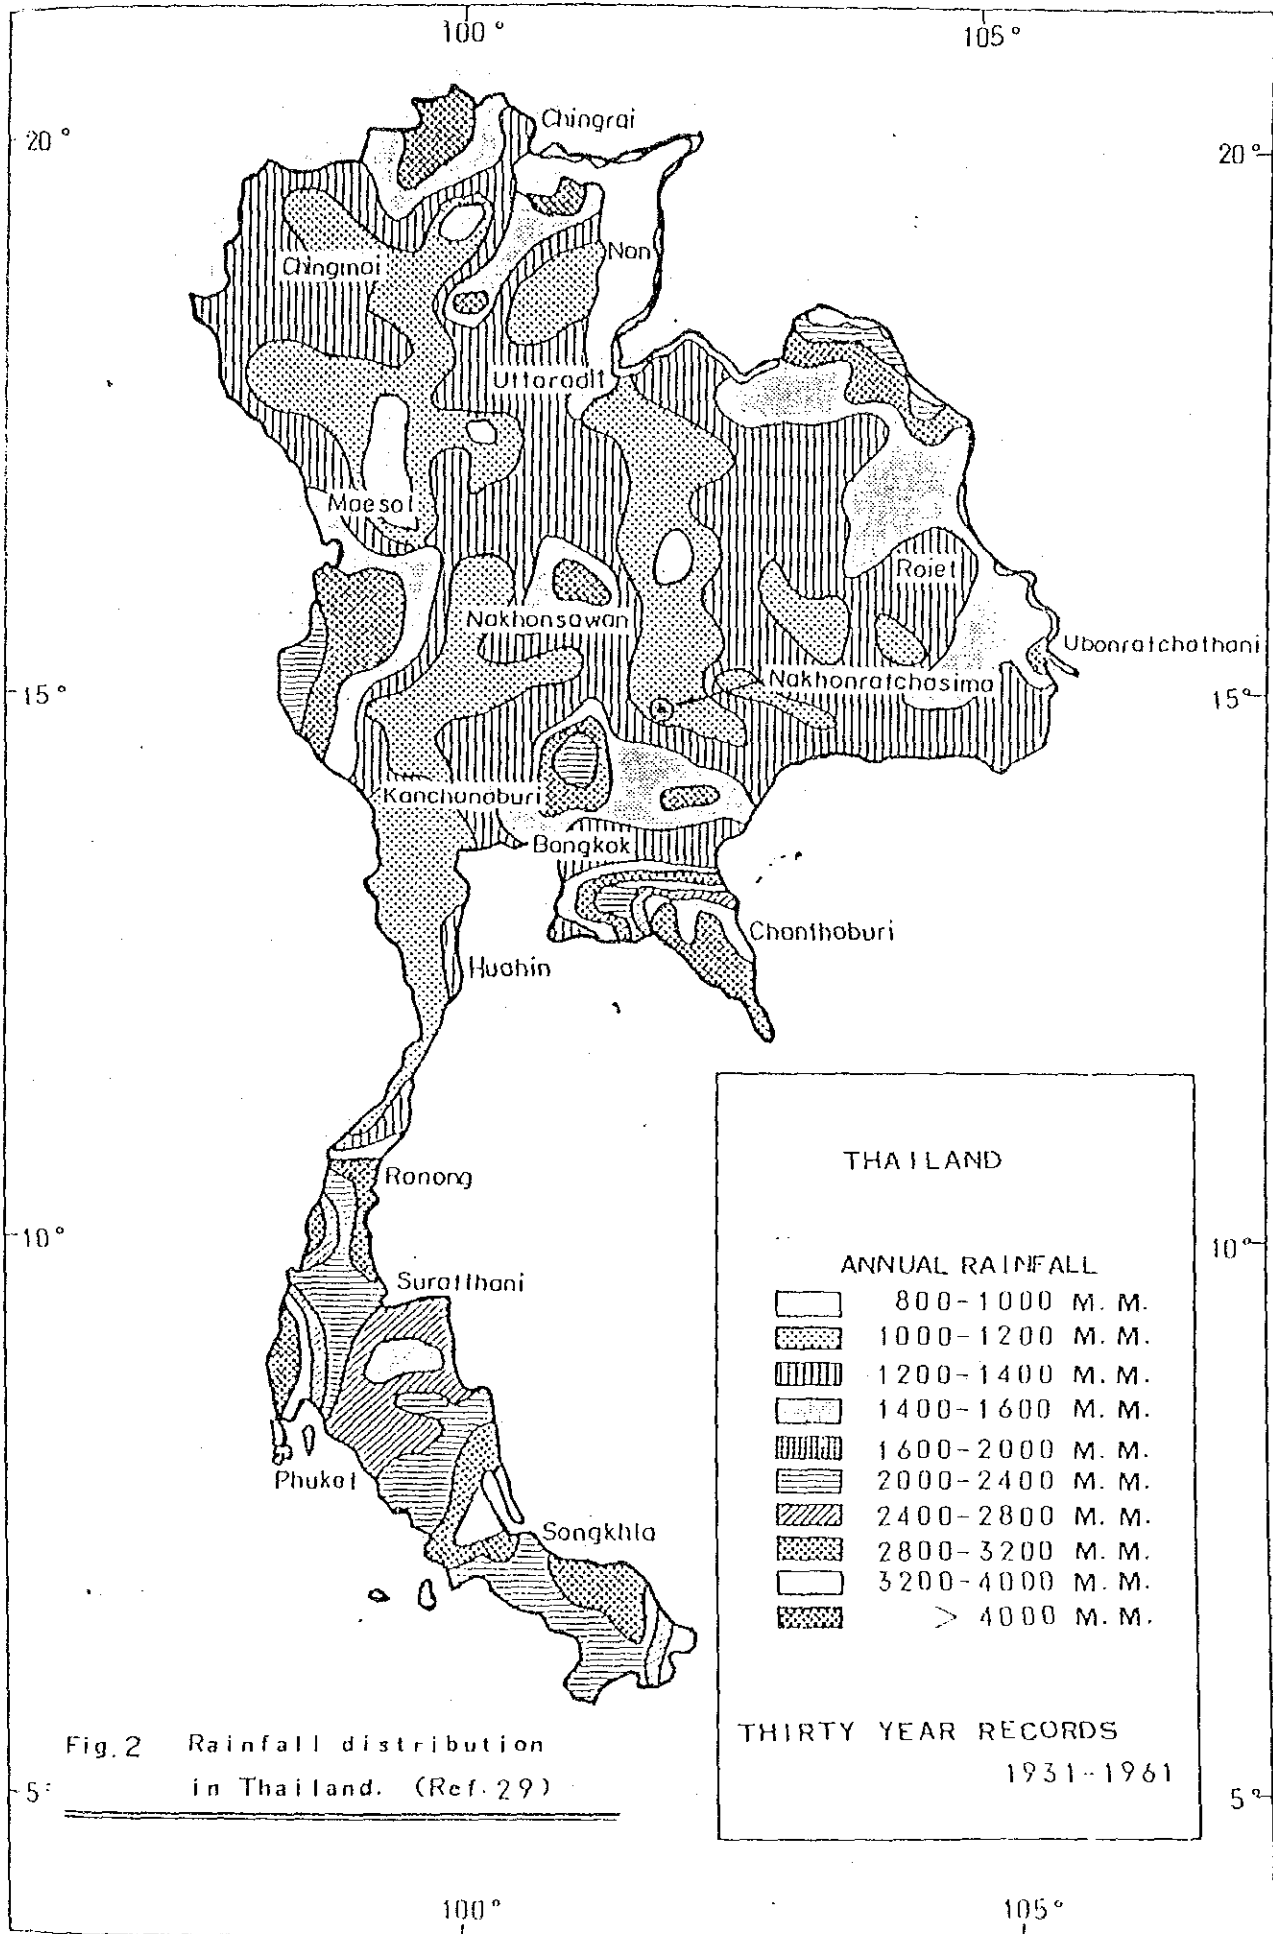 100°
105°
20°
20°
Chingrai
Chingmai
Nan
Uttaradit
Maesot
Roiet
Nakhonsawan
Ubonratchathani
Nakhonratchasima
15°
15°
Kanchanaburi
Bangkok
Chanthaburi
Huahin
Ranong
10°
10°
Suratthani
Phuket
Songkhla
THAILAND
ANNUAL RAINFALL
800-1000 M.M.
1000-1200 M.M.
1200-1400 M.M.
1400-1600 M.M.
1600-2000 M.M.
2000-2400 M.M.
2400-2800 M.M.
2800-3200 M.M.
3200-4000 M.M.
> 4000 M.M.
THIRTY YEAR RECORDS
1931-1961
Fig. 2 Rainfall distribution
in Thailand. (Ref. 29)
5°
5°
100°
105°